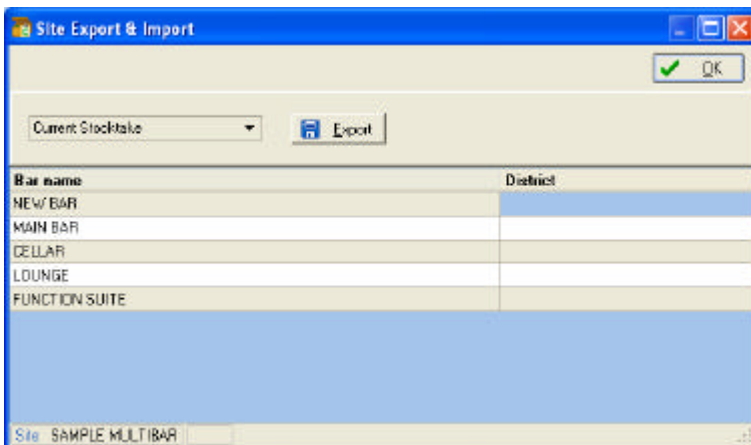 Site Export & Import
OK
Current Stocktake
Export
Bar name District
NEW BAR
MAIN BAR
CELLAR
LOUNGE
FUNCTION SUITE
Site SAMPLE MULTIBAR